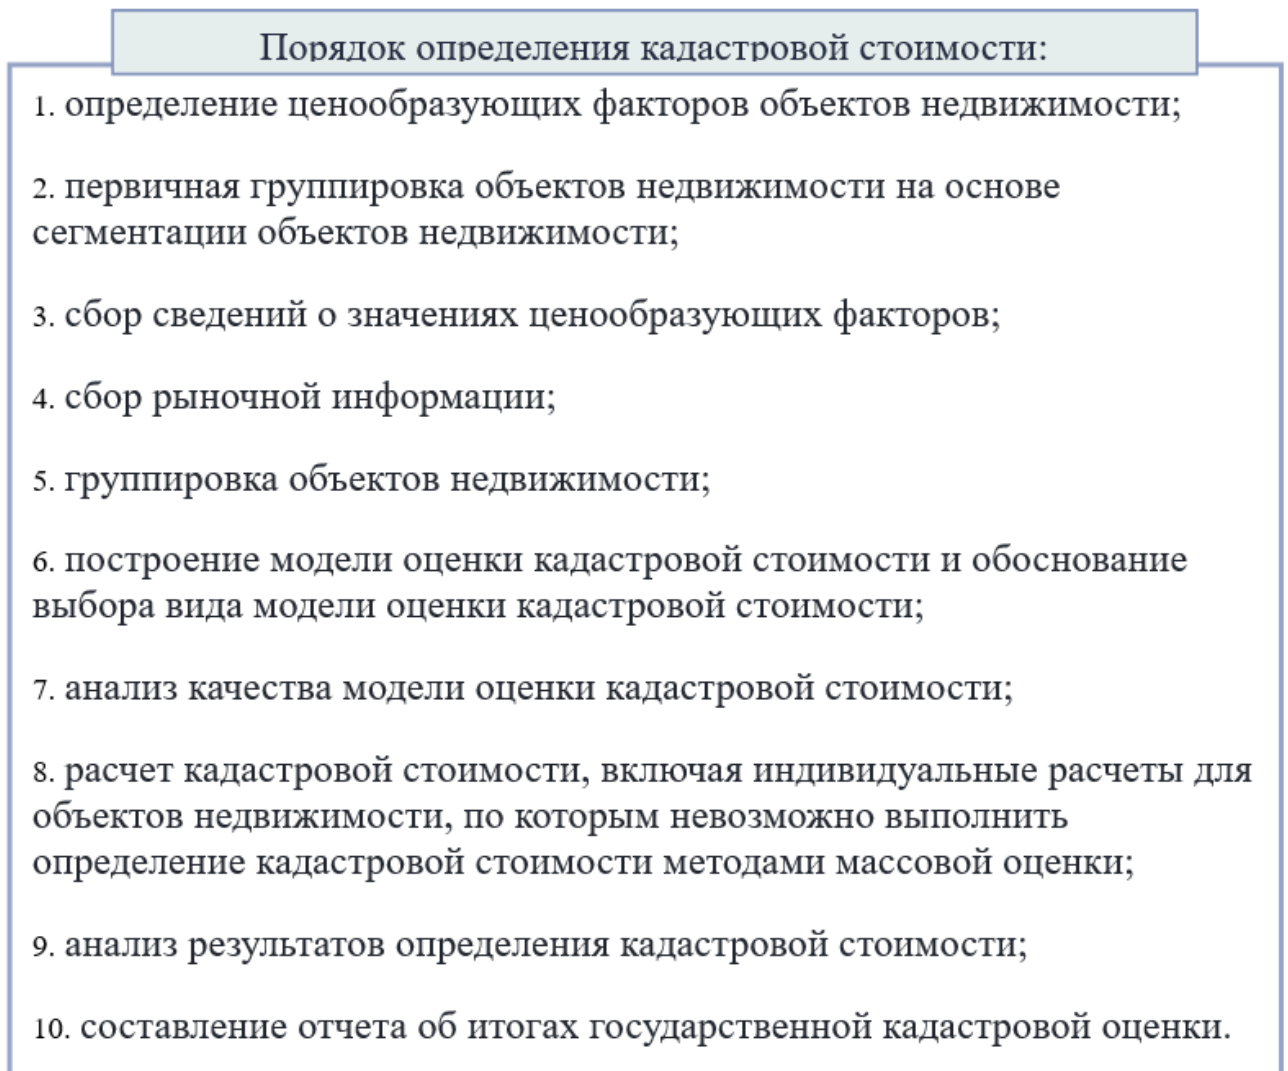 Порядок определения кадастровой стоимости:
1. определение ценообразующих факторов объектов недвижимости;
2. первичная группировка объектов недвижимости на основе
сегментации объектов недвижимости;
3. сбор сведений о значениях ценообразующих факторов;
4. сбор рыночной информации;
5. группировка объектов недвижимости;
6. построение модели оценки кадастровой стоимости и обоснование
выбора вида модели оценки кадастровой стоимости;
7. анализ качества модели оценки кадастровой стоимости;
8. расчет кадастровой стоимости, включая индивидуальные расчеты для
объектов недвижимости, по которым невозможно выполнить
определение кадастровой стоимости методами массовой оценки;
9. анализ результатов определения кадастровой стоимости;
10. составление отчета об итогах государственной кадастровой оценки.